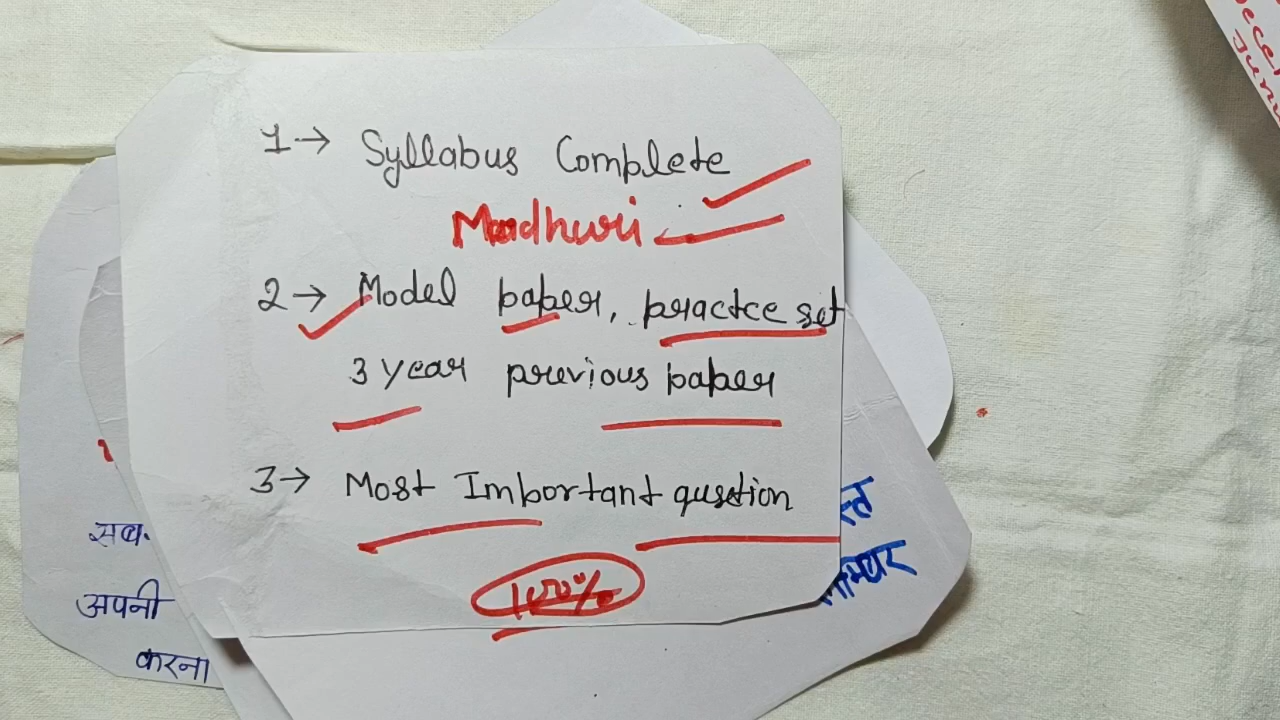 1→ Syllabus Complete
Madhuri
2→ Model paper, practce set
3 year previous paper
3→ Most Important qusetion
100%
सब.
अपनी
करना